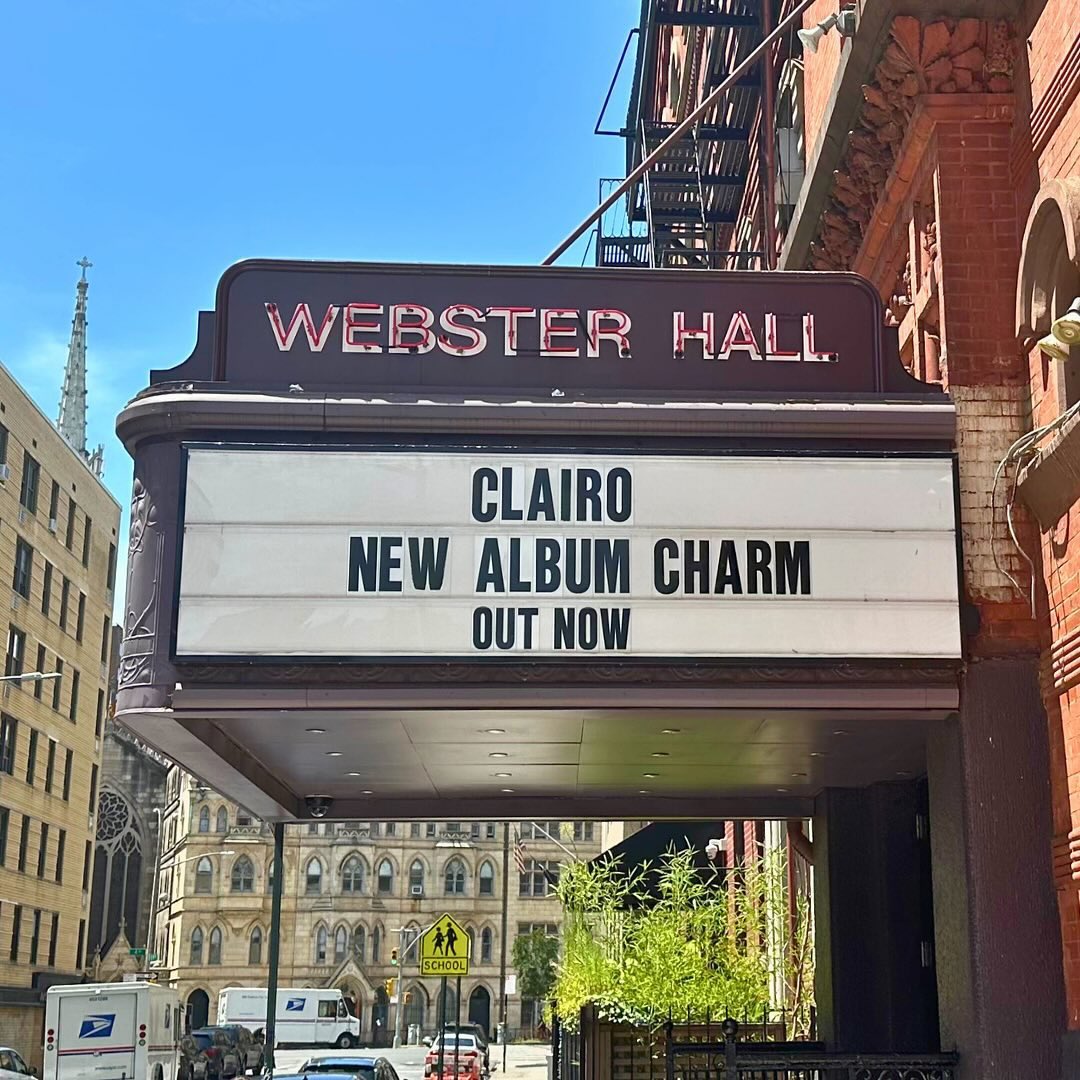 WEBSTER HALL
CLAIRO
NEW ALBUM CHARM
OUT NOW
SCHOOL